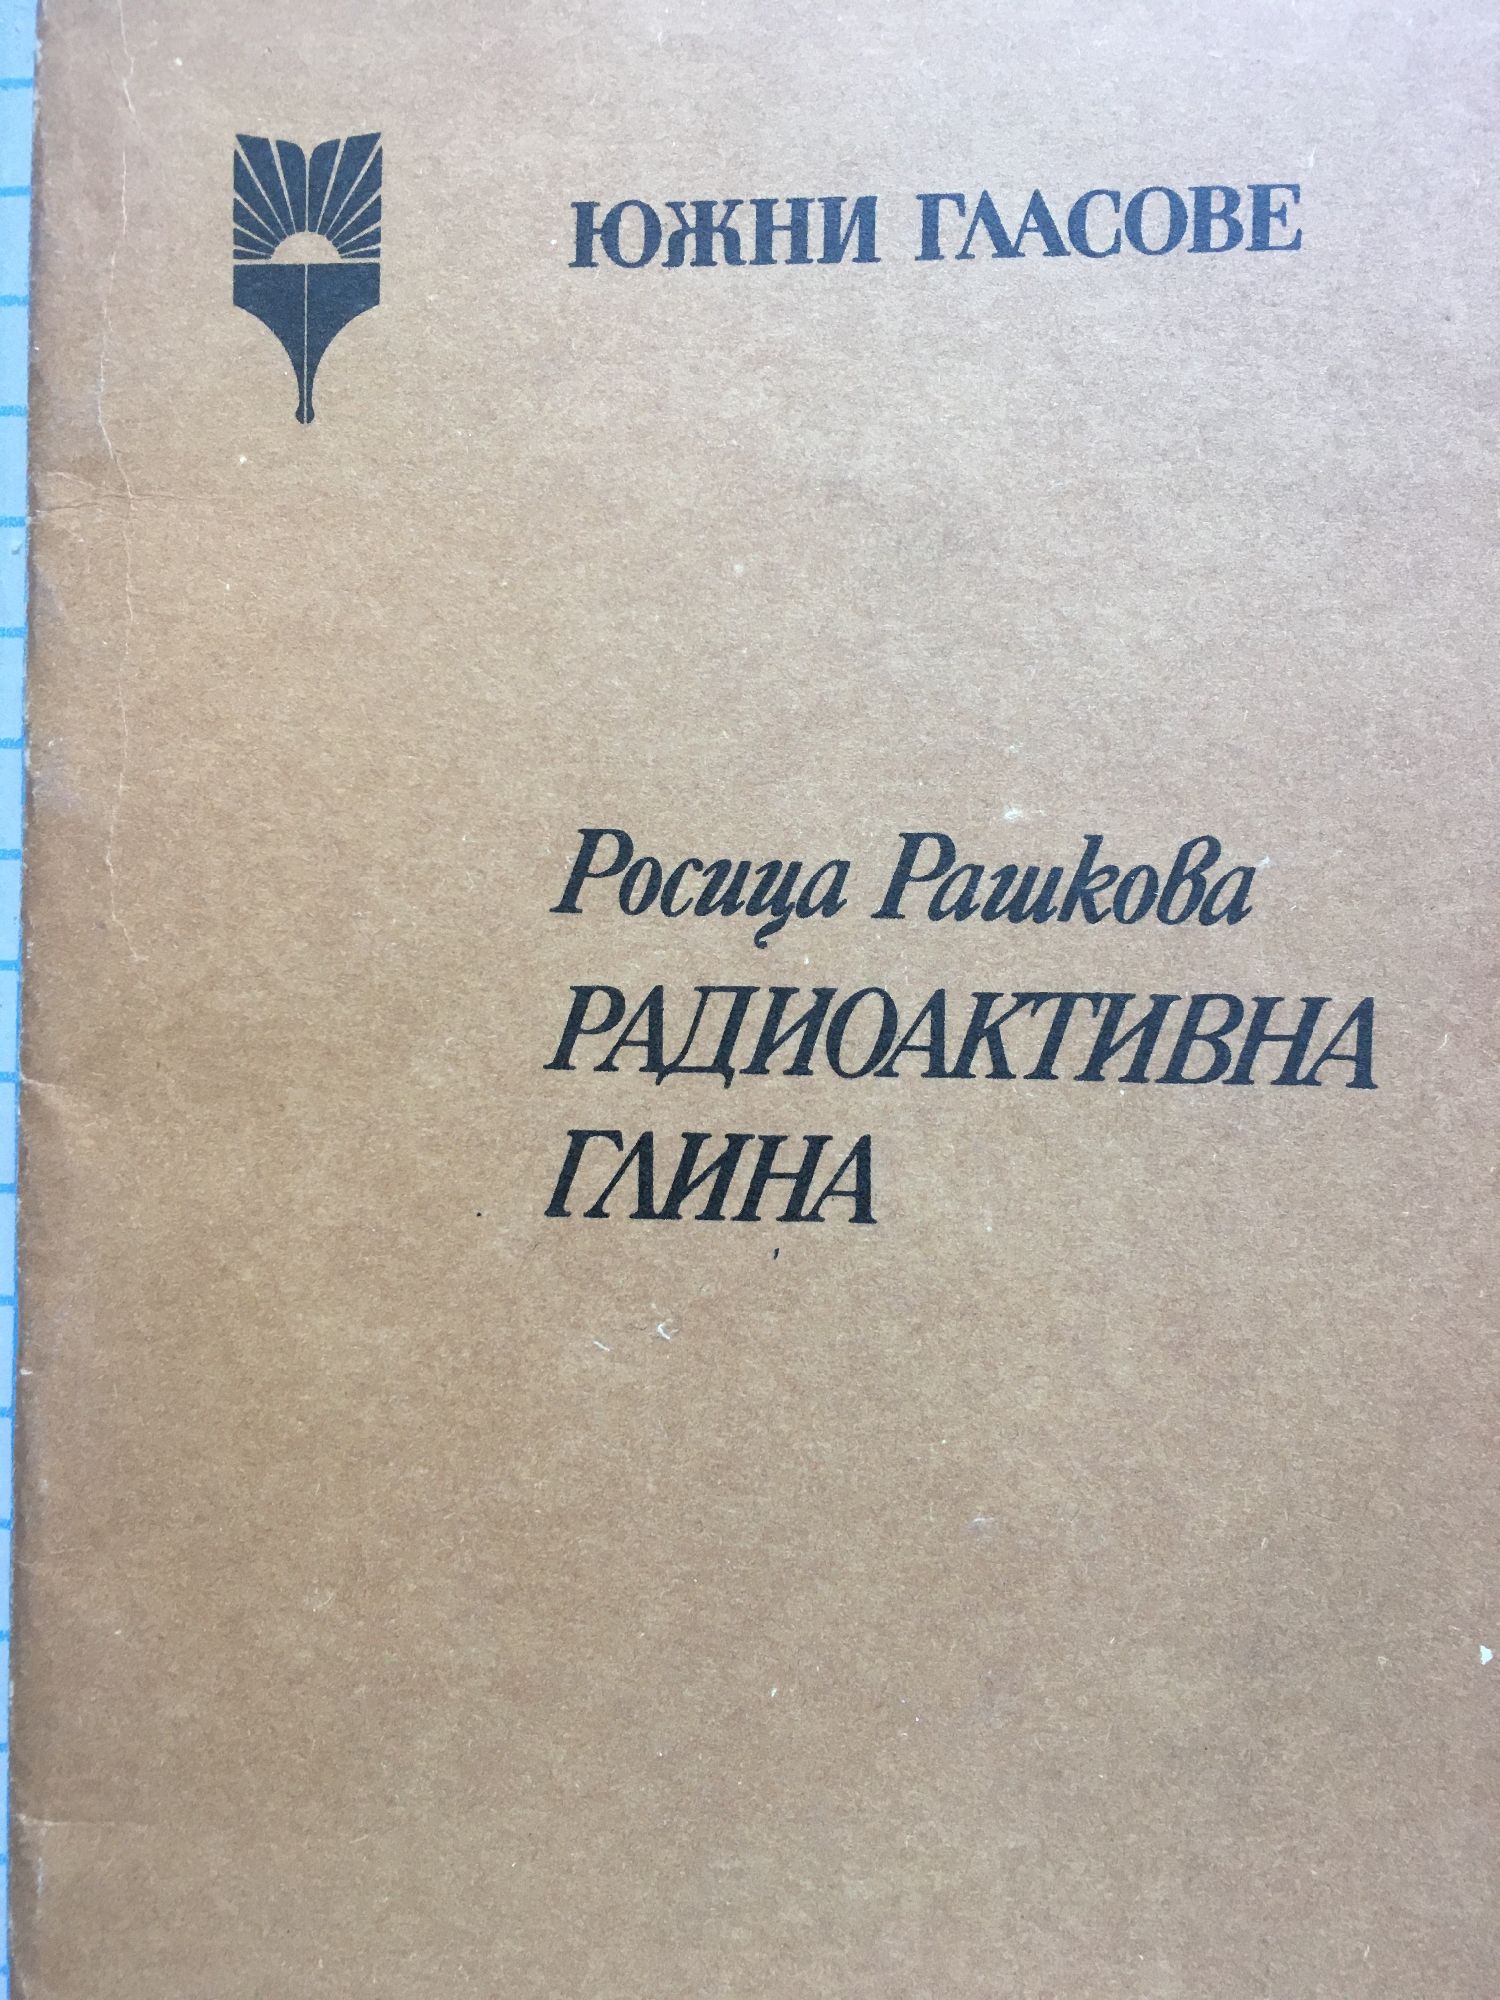 ЮЖНИ ГЛАСОВЕ
Росица Рашкова
РАДИОАКТИВНА
ГЛИНА